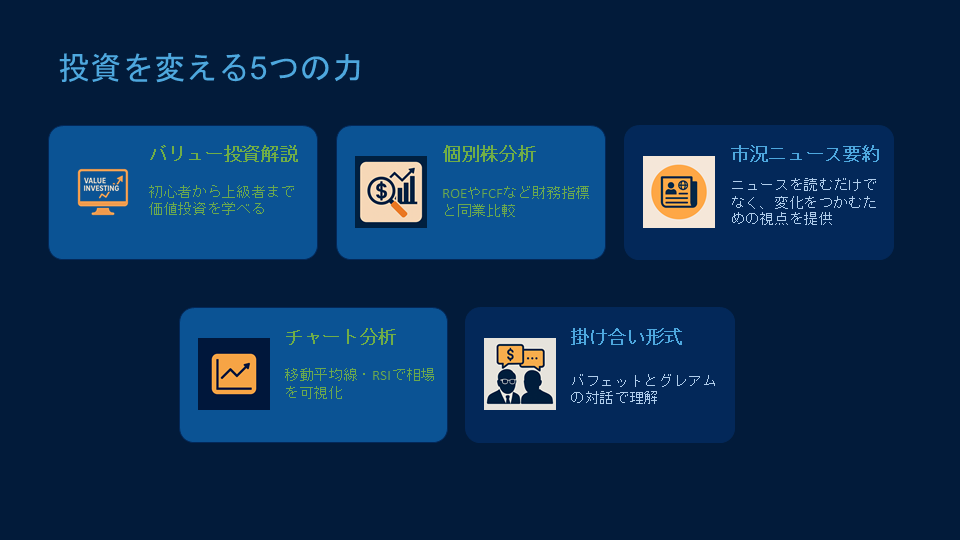 投資を変える5つの力
VALUE
INVESTING
バリュー投資解説
初心者から上級者まで
価値投資を学べる
$
個別株分析
ROEやFCFなど財務指標
と同業比較
市況ニュース要約
ニュースを読むだけで
なく、変化をつかむた
めの視点を提供
チャート分析
移動平均線・RSIで相場
を可視化
$
...
掛け合い形式
バフェットとグレアム
の対話で理解